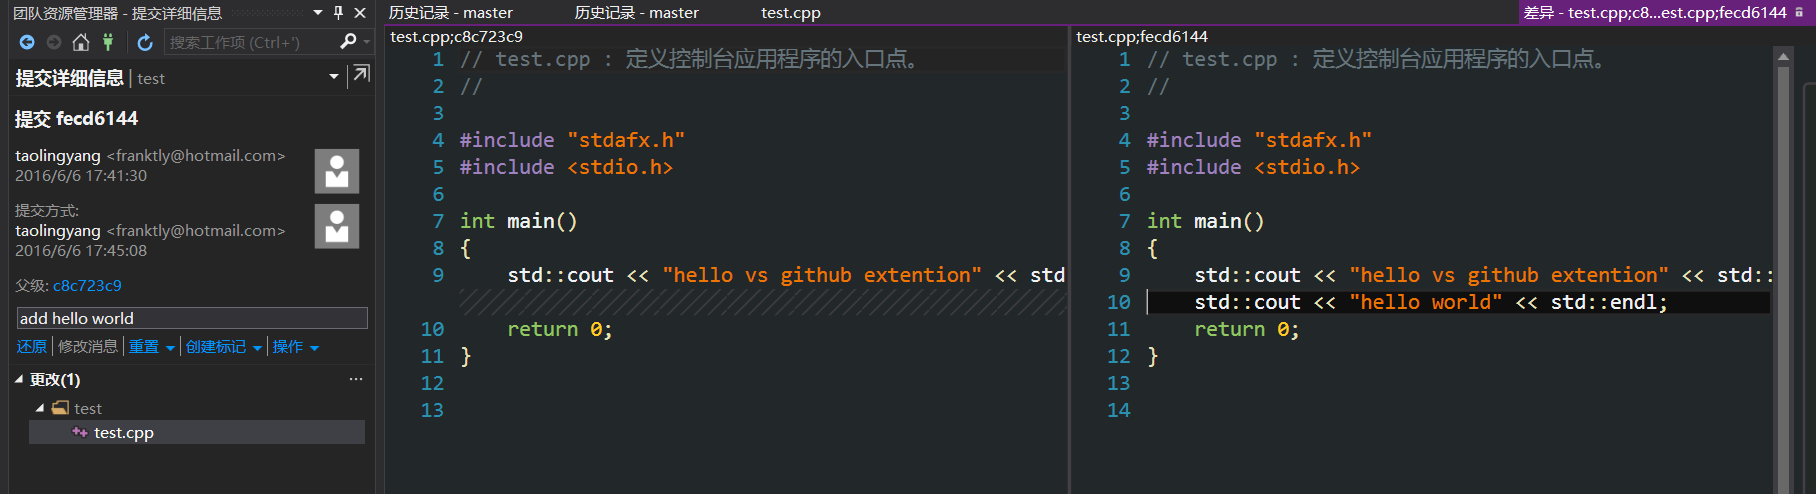 团队资源管理器 - 提交详细信息
搜索工作项 (Ctrl+')
提交详细信息 | test
提交 fecd6144
taolingyang <franktly@hotmail.com>
2016/6/6 17:41:30
提交方式:
taolingyang <franktly@hotmail.com>
2016/6/6 17:45:08
父级: c8c723c9
add hello world
还原 | 修改消息 | 重置 | 创建标记 | 操作
更改(1) ...
test
test.cpp
历史记录 - master 历史记录 - master test.cpp 差异 - test.cpp;c8...est.cpp;fecd6144
test.cpp;c8c723c9
1 // test.cpp : 定义控制台应用程序的入口点。
2 //
3
4 #include "stdafx.h"
5 #include <stdio.h>
6
7 int main()
8 {
9 std::cout << "hello vs github extention" << std
10 return 0;
11 }
12
13
test.cpp;fecd6144
1 // test.cpp : 定义控制台应用程序的入口点。
2 //
3
4 #include "stdafx.h"
5 #include <stdio.h>
6
7 int main()
8 {
9 std::cout << "hello vs github extention" << std::
10 std::cout << "hello world" << std::endl;
11 return 0;
12 }
13
14